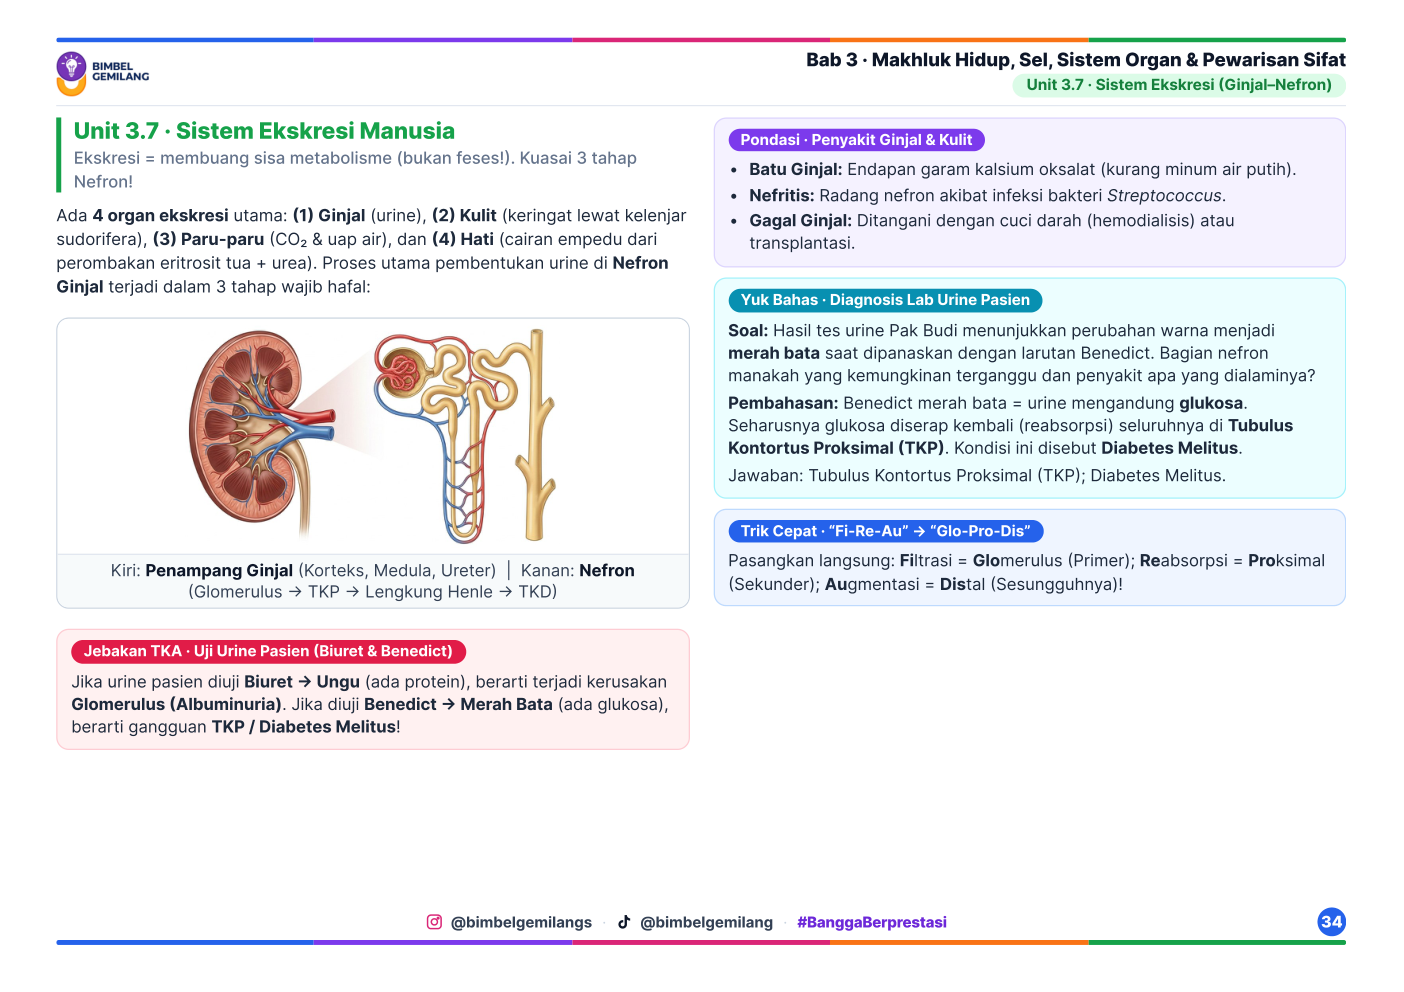 BIMBEL
GEMILANG
Bab 3 · Makhluk Hidup, Sel, Sistem Organ & Pewarisan Sifat
Unit 3.7 · Sistem Ekskresi (Ginjal–Nefron)
Unit 3.7 · Sistem Ekskresi Manusia
Ekskresi = membuang sisa metabolisme (bukan feses!). Kuasai 3 tahap
Nefron!
Ada 4 organ ekskresi utama: (1) Ginjal (urine), (2) Kulit (keringat lewat kelenjar
sudorifera), (3) Paru-paru (CO₂ & uap air), dan (4) Hati (cairan empedu dari
perombakan eritrosit tua + urea). Proses utama pembentukan urine di Nefron
Ginjal terjadi dalam 3 tahap wajib hafal:
Kiri: Penampang Ginjal (Korteks, Medula, Ureter) | Kanan: Nefron
(Glomerulus → TKP → Lengkung Henle → TKD)
Jebakan TKA · Uji Urine Pasien (Biuret & Benedict)
Jika urine pasien diuji Biuret → Ungu (ada protein), berarti terjadi kerusakan
Glomerulus (Albuminuria). Jika diuji Benedict → Merah Bata (ada glukosa),
berarti gangguan TKP / Diabetes Melitus!
Pondasi · Penyakit Ginjal & Kulit
• Batu Ginjal: Endapan garam kalsium oksalat (kurang minum air putih).
• Nefritis: Radang nefron akibat infeksi bakteri Streptococcus.
• Gagal Ginjal: Ditangani dengan cuci darah (hemodialisis) atau
transplantasi.
Yuk Bahas · Diagnosis Lab Urine Pasien
Soal: Hasil tes urine Pak Budi menunjukkan perubahan warna menjadi
merah bata saat dipanaskan dengan larutan Benedict. Bagian nefron
manakah yang kemungkinan terganggu dan penyakit apa yang dialaminya?
Pembahasan: Benedict merah bata = urine mengandung glukosa.
Seharusnya glukosa diserap kembali (reabsorpsi) seluruhnya di Tubulus
Kontortus Proksimal (TKP). Kondisi ini disebut Diabetes Melitus.
Jawaban: Tubulus Kontortus Proksimal (TKP); Diabetes Melitus.
Trik Cepat · “Fi-Re-Au” → “Glo-Pro-Dis”
Pasangkan langsung: Filtrasi = Glomerulus (Primer); Reabsorpsi = Proksimal
(Sekunder); Augmentasi = Distal (Sesungguhnya)!
@bimbelgemilangs · @bimbelgemilang · #BanggaBerprestasi
34